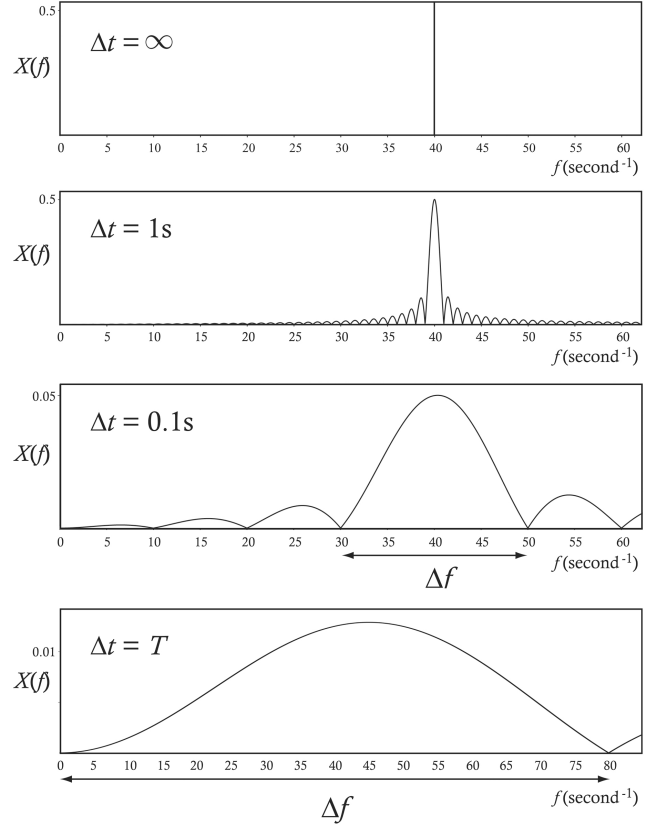 0.5
Δt = ∞
X(f)
0 5 10 15 20 25 30 35 40 45 50 55 60
f(second⁻¹)
0.5
Δt = 1s
X(f)
0 5 10 15 20 25 30 35 40 45 50 55 60
f(second⁻¹)
0.05
Δt = 0.1s
X(f)
0 5 10 15 20 25 30 35 40 45 50 55 60
f(second⁻¹)
Δf
Δt = T
0.01
X(f)
0 5 10 15 20 25 30 35 40 45 50 55 60 65 70 75 80
f(second⁻¹)
Δf